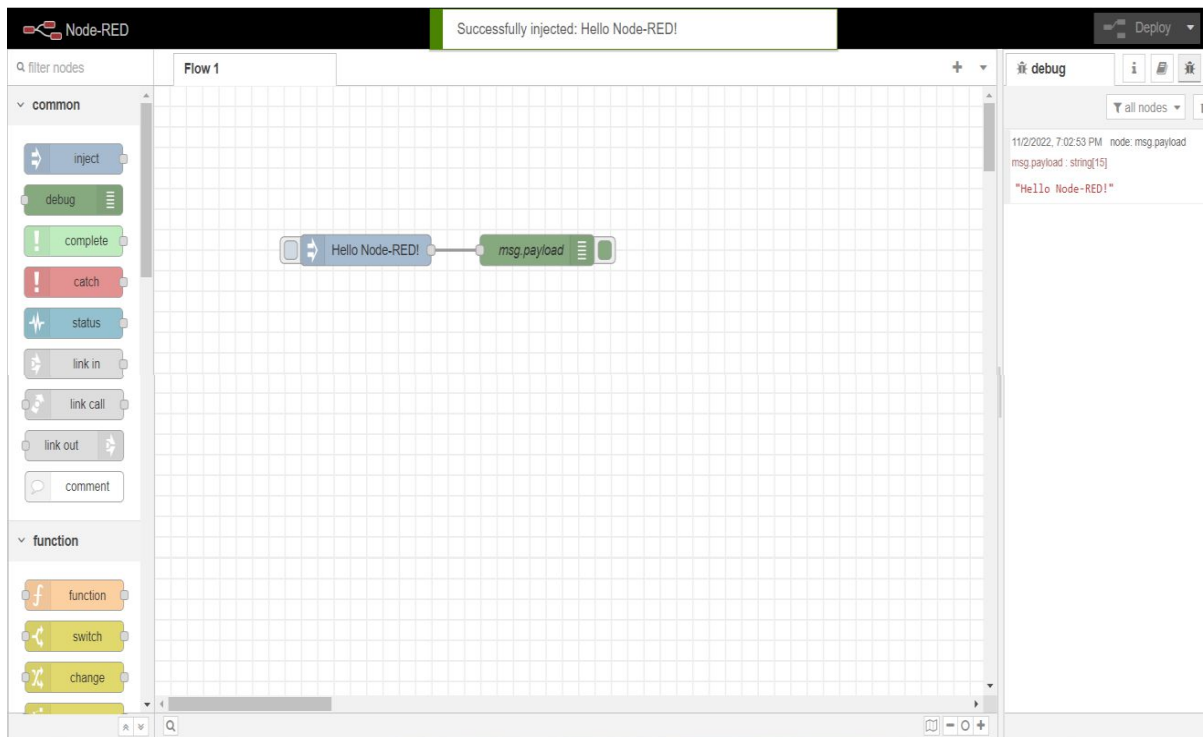 Node-RED
Successfully injected: Hello Node-RED!
Deploy
filter nodes
Flow 1
debug
i
common
all nodes
11/2/2022, 7:02:53 PM node: msg.payload
msg.payload : string[15]
"Hello Node-RED!"
inject
debug
complete
catch
status
link in
link call
link out
comment
Hello Node-RED!
msg.payload
function
function
switch
change